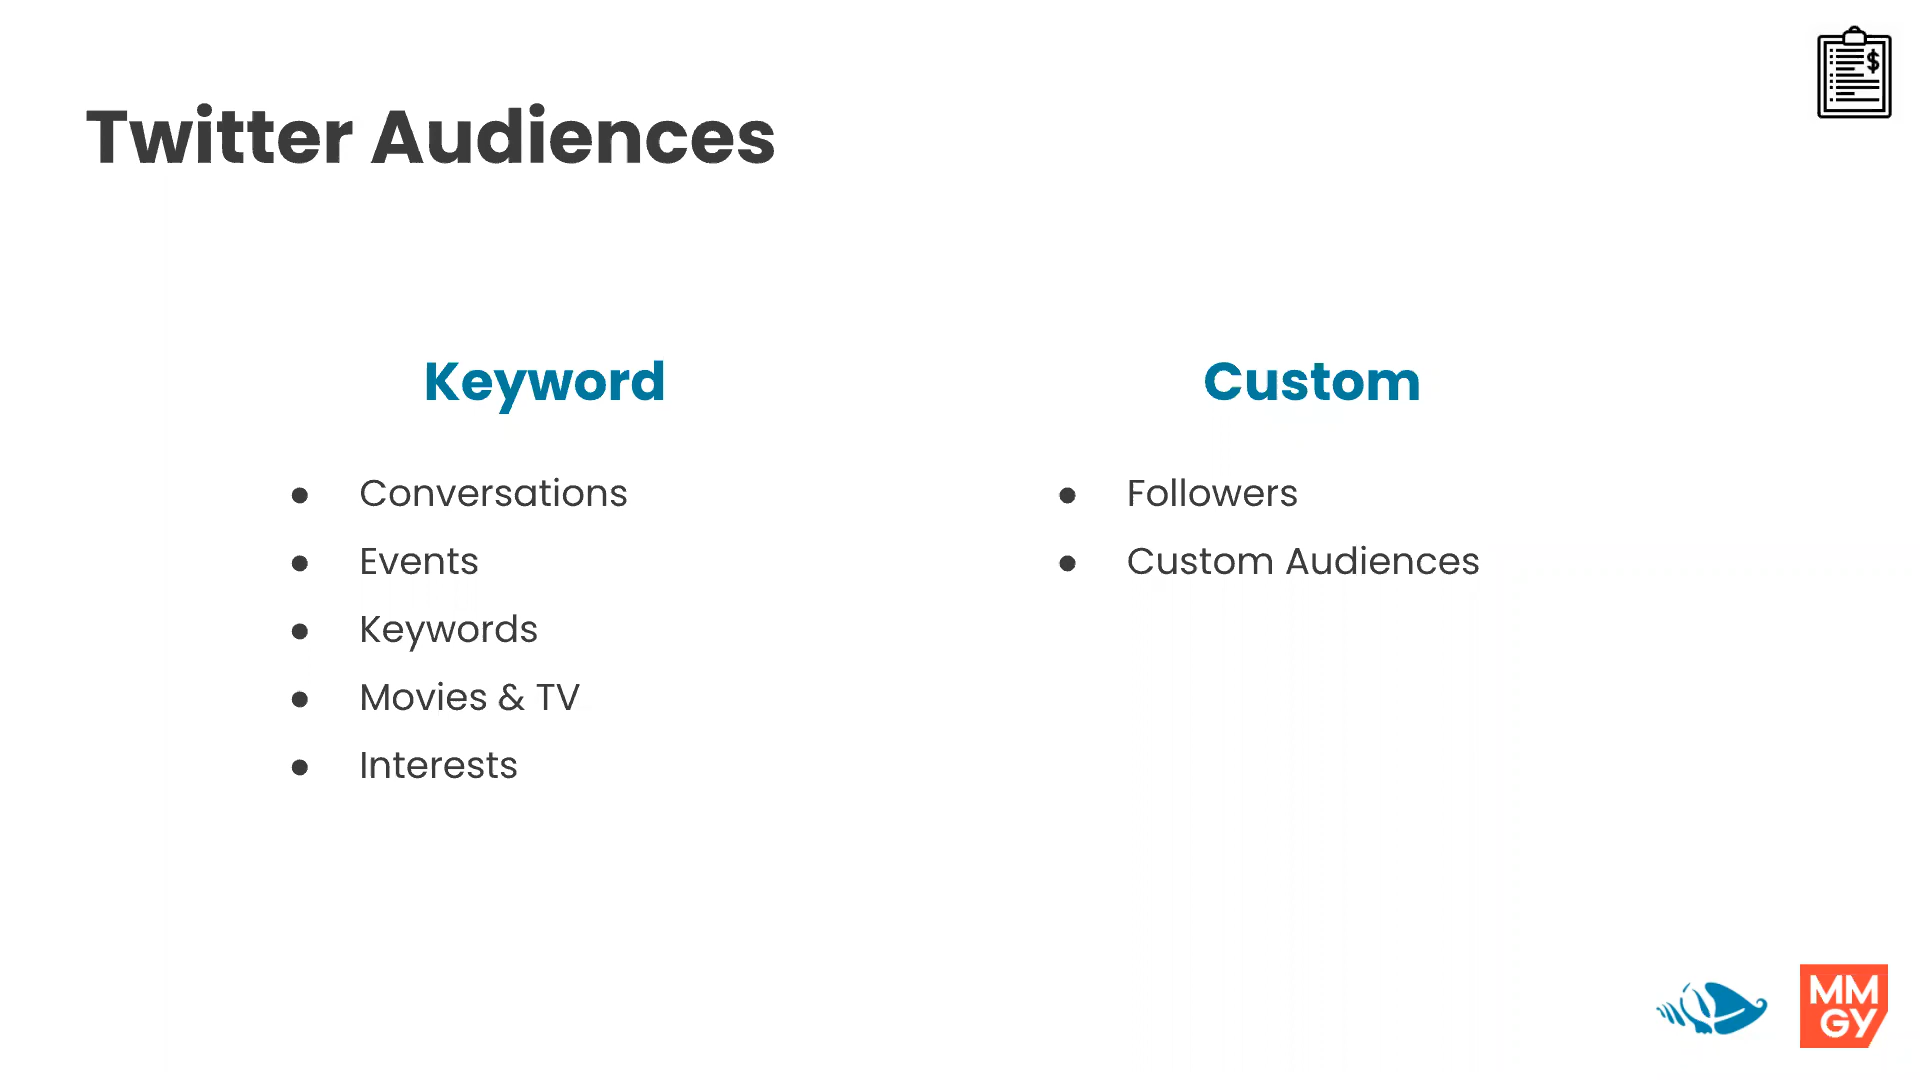 Twitter Audiences
Keyword
● Conversations
● Events
● Keywords
● Movies & TV
● Interests
Custom
● Followers
● Custom Audiences
$
MM
GY